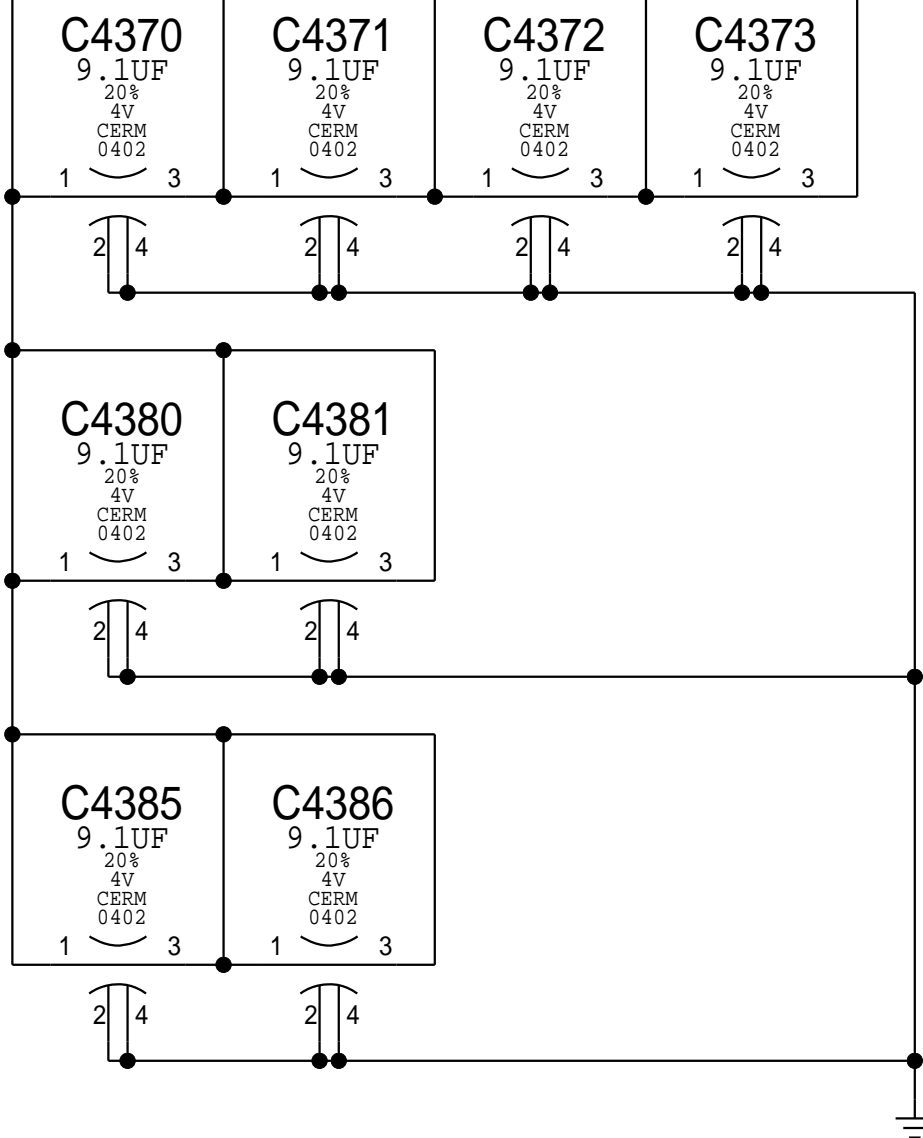 C4370 C4371 C4372 C4373
9.1UF 9.1UF 9.1UF 9.1UF
20% 20% 20% 20%
4V 4V 4V 4V
CERM CERM CERM CERM
0402 0402 0402 0402
1 3 1 3 1 3 1 3
2 4 2 4 2 4 2 4
C4380 C4381
9.1UF 9.1UF
20% 20%
4V 4V
CERM CERM
0402 0402
1 3 1 3
2 4 2 4
C4385 C4386
9.1UF 9.1UF
20% 20%
4V 4V
CERM CERM
0402 0402
1 3 1 3
2 4 2 4